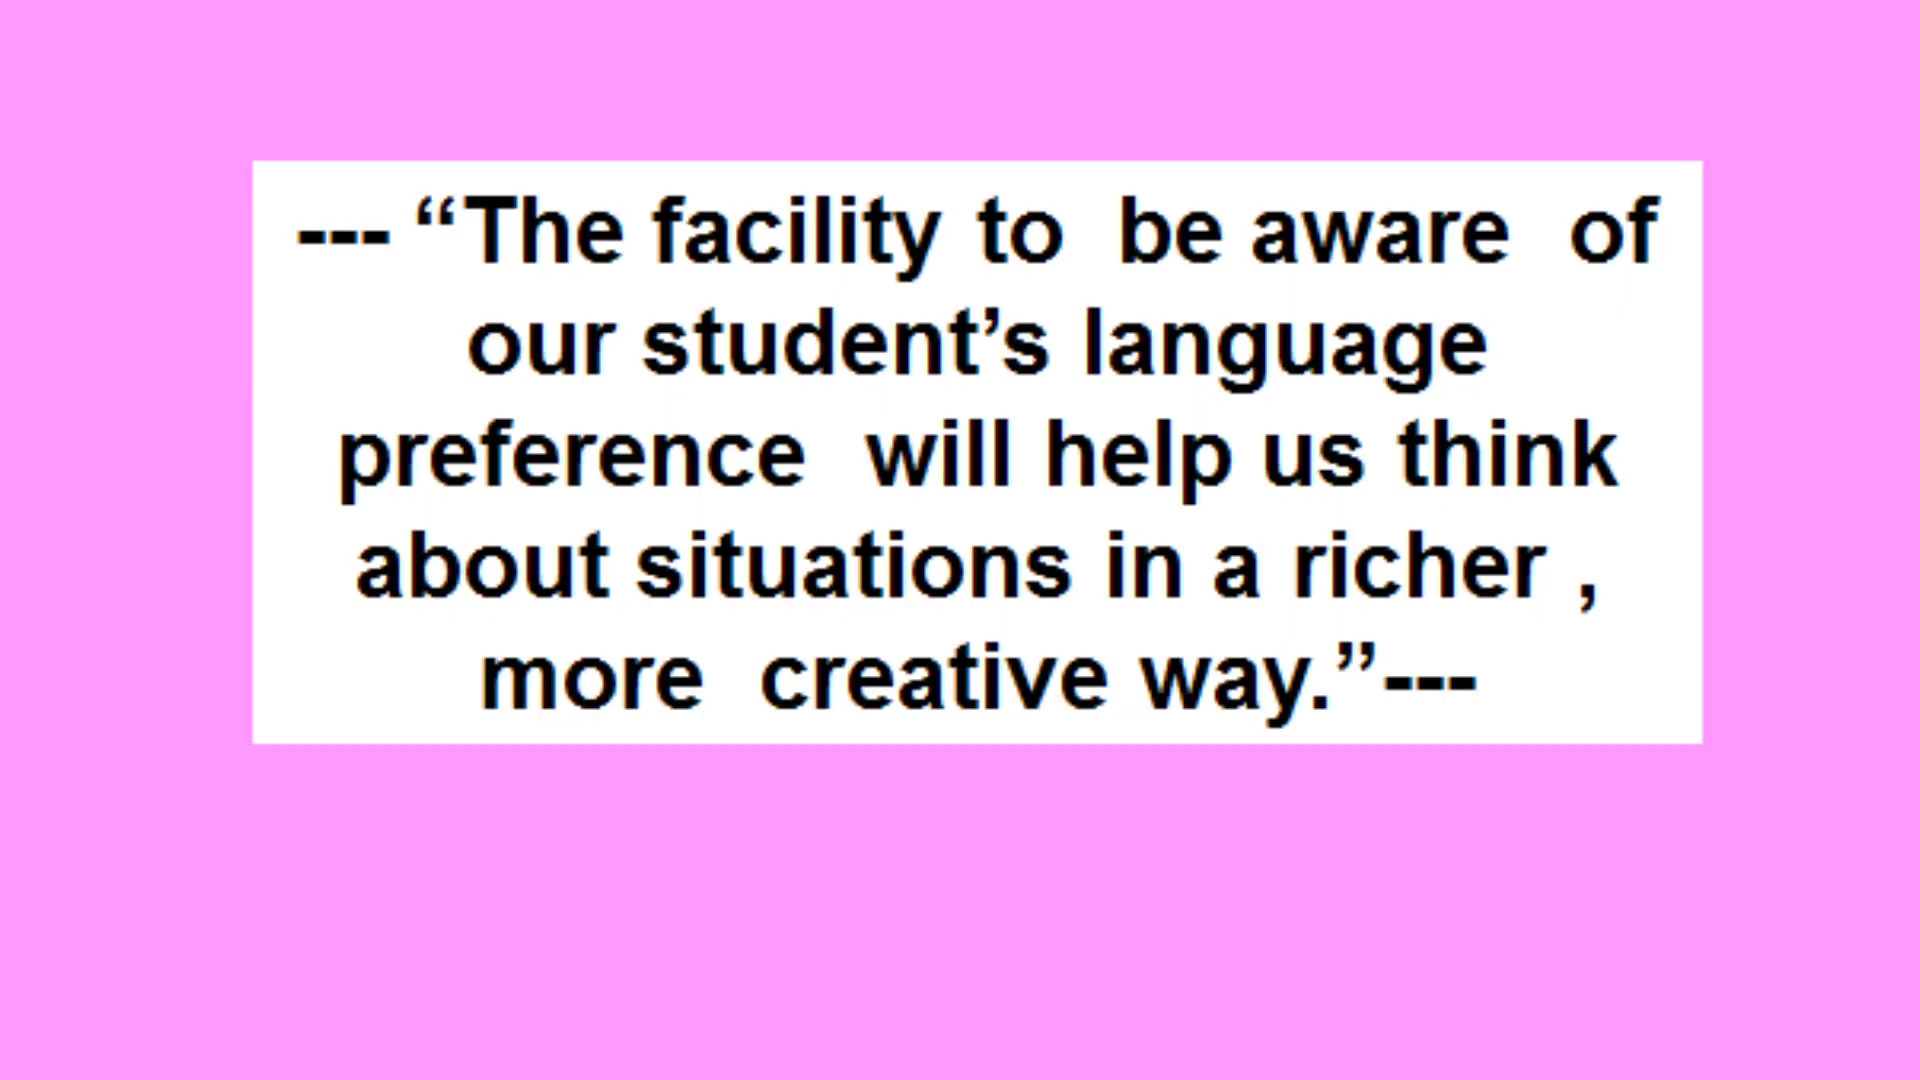 --- “The facility to  be aware  of
our student’s language
preference  will help us think
about situations in a richer ,
more  creative way.”---